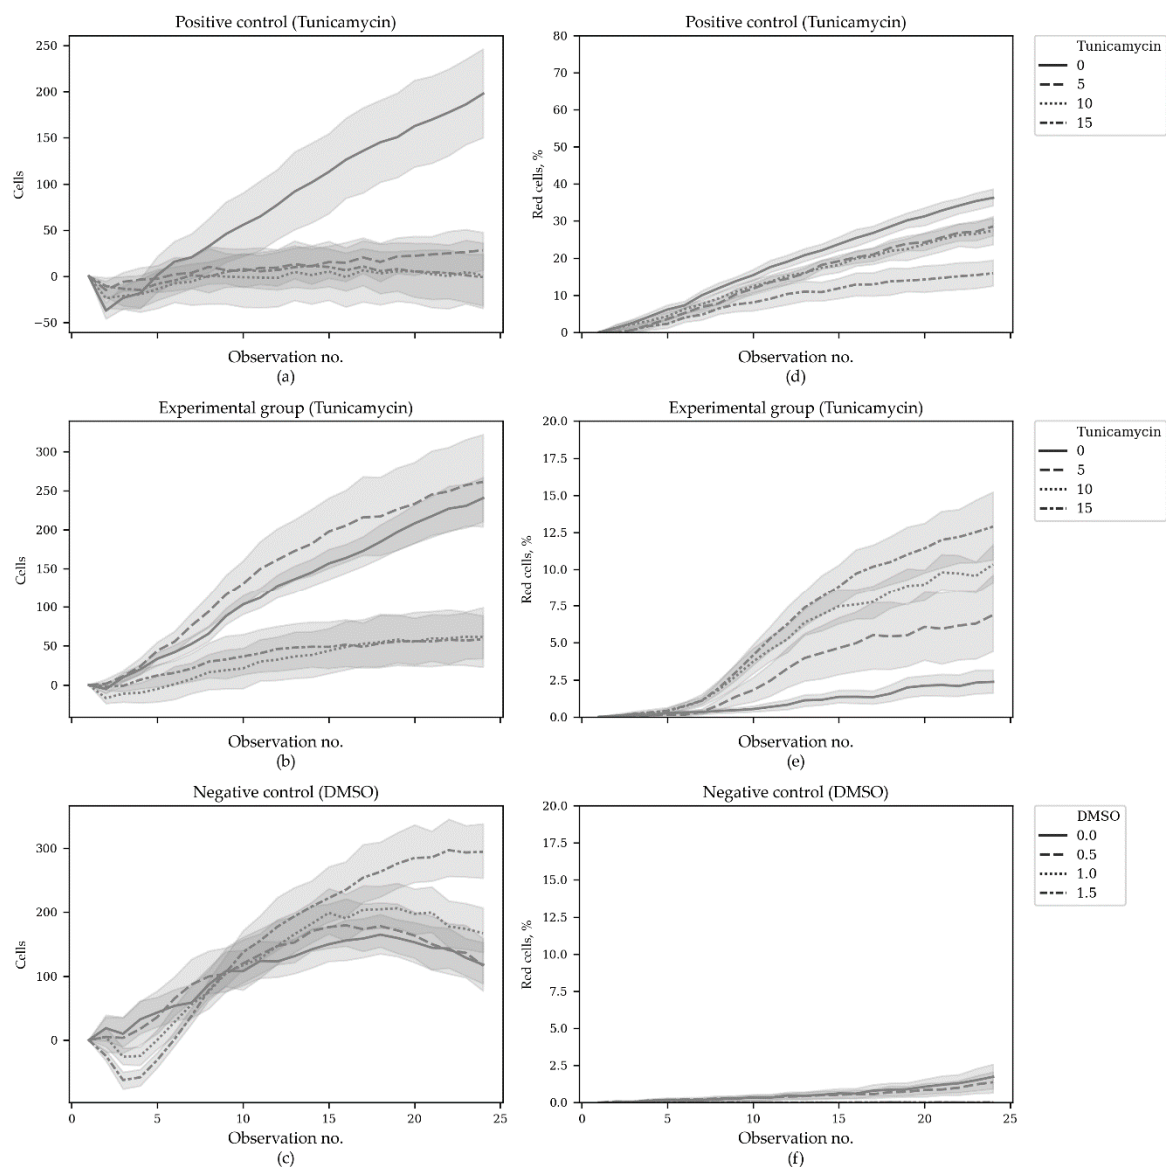 Positive control (Tunicamycin)
250
200
150
100
50
0
−50
Cells
Observation no.
(a)
Positive control (Tunicamycin)
80
70
60
50
40
30
20
10
0
Red cells, %
Observation no.
(d)
Tunicamycin
0
5
10
15
Experimental group (Tunicamycin)
300
250
200
150
100
50
0
Cells
Observation no.
(b)
Experimental group (Tunicamycin)
20.0
17.5
15.0
12.5
10.0
7.5
5.0
2.5
0.0
Red cells, %
Observation no.
(e)
Tunicamycin
0
5
10
15
Negative control (DMSO)
300
200
100
0
Cells
0 5 10 15 20 25
Observation no.
(c)
Negative control (DMSO)
20.0
17.5
15.0
12.5
10.0
7.5
5.0
2.5
0.0
Red cells, %
0 5 10 15 20 25
Observation no.
(f)
DMSO
0.0
0.5
1.0
1.5